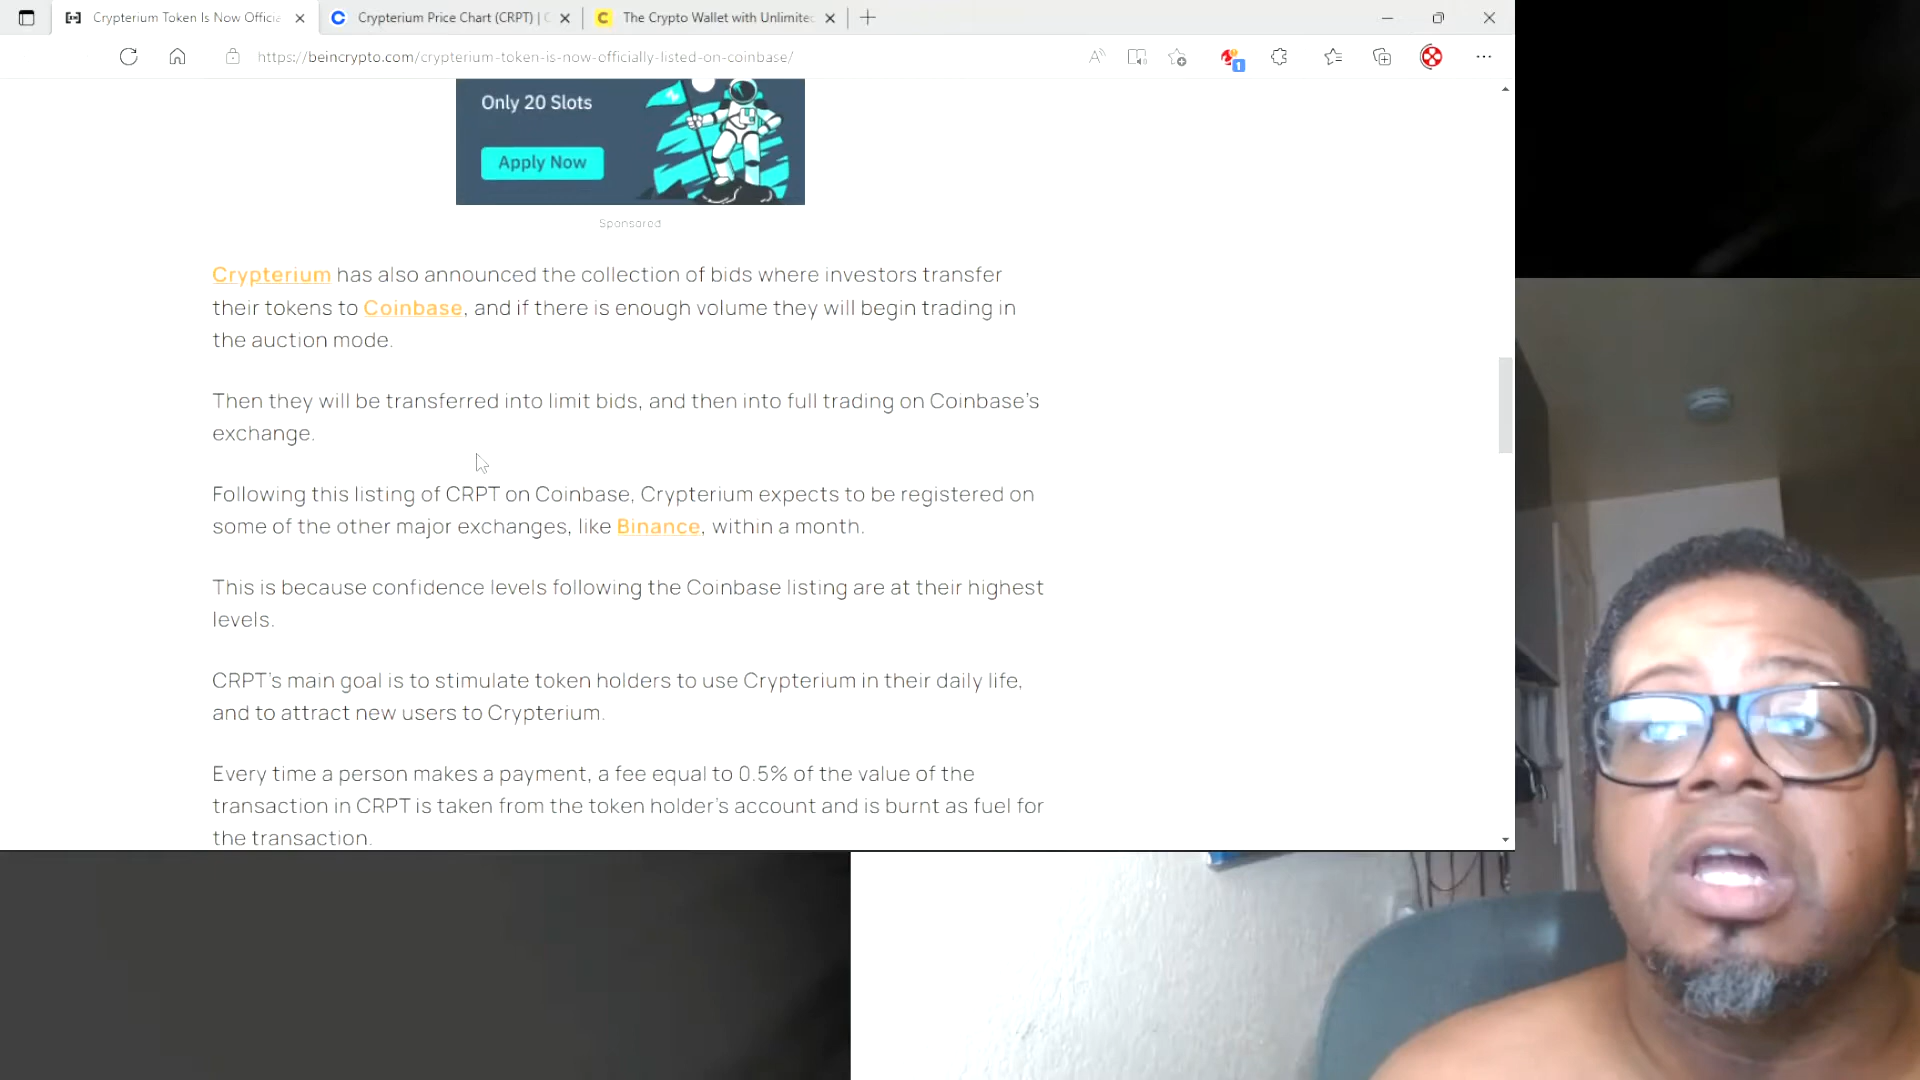 Crypterium Token Is Now Officia
Crypterium Price Chart (CRPT) | C
The Crypto Wallet with Unlimited
https://beincrypto.com/crypterium-token-is-now-officially-listed-on-coinbase/
1
Only 20 Slots
Apply Now
Sponsored
Crypterium has also announced the collection of bids where investors transfer
their tokens to Coinbase, and if there is enough volume they will begin trading in
the auction mode.
Then they will be transferred into limit bids, and then into full trading on Coinbase's
exchange.
Following this listing of CRPT on Coinbase, Crypterium expects to be registered on
some of the other major exchanges, like Binance, within a month.
This is because confidence levels following the Coinbase listing are at their highest
levels.
CRPT's main goal is to stimulate token holders to use Crypterium in their daily life,
and to attract new users to Crypterium.
Every time a person makes a payment, a fee equal to 0.5% of the value of the
transaction in CRPT is taken from the token holder's account and is burnt as fuel for
the transaction.